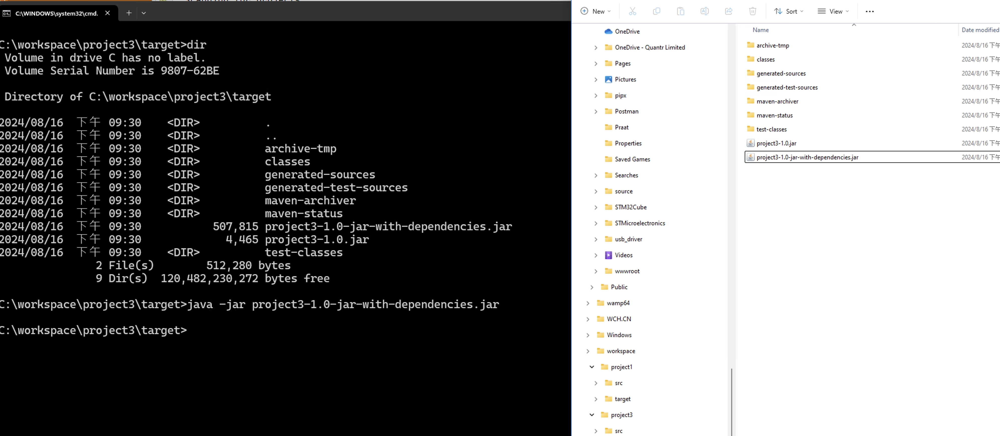 C:\WINDOWS\system32\cmd.
C:\workspace\project3\target>dir
Volume in drive C has no label.
Volume Serial Number is 9807-62BE
Directory of C:\workspace\project3\target
2024/08/16 下午 09:30 <DIR> .
2024/08/16 下午 09:30 <DIR> ..
2024/08/16 下午 09:30 <DIR> archive-tmp
2024/08/16 下午 09:30 <DIR> classes
2024/08/16 下午 09:30 <DIR> generated-sources
2024/08/16 下午 09:30 <DIR> generated-test-sources
2024/08/16 下午 09:30 <DIR> maven-archiver
2024/08/16 下午 09:30 <DIR> maven-status
2024/08/16 下午 09:30 507,815 project3-1.0-jar-with-dependencies.jar
2024/08/16 下午 09:30 4,465 project3-1.0.jar
2024/08/16 下午 09:30 <DIR> test-classes
2 File(s) 512,280 bytes
9 Dir(s) 120,482,230,272 bytes free
C:\workspace\project3\target>java -jar project3-1.0-jar-with-dependencies.jar
C:\workspace\project3\target>
New
Sort
View
OneDrive
OneDrive - Quantr Limited
Pages
Pictures
pipx
Postman
Praat
Properties
Saved Games
Searches
source
STM32Cube
STMicroelectronics
usb_driver
Videos
wwwroot
Public
wamp64
WCH.CN
Windows
workspace
project1
src
target
project3
src
Name Date modified
archive-tmp 2024/8/16 下午
classes 2024/8/16 下午
generated-sources 2024/8/16 下午
generated-test-sources 2024/8/16 下午
maven-archiver 2024/8/16 下午
maven-status 2024/8/16 下午
test-classes 2024/8/16 下午
project3-1.0.jar 2024/8/16 下午
project3-1.0-jar-with-dependencies.jar 2024/8/16 下午